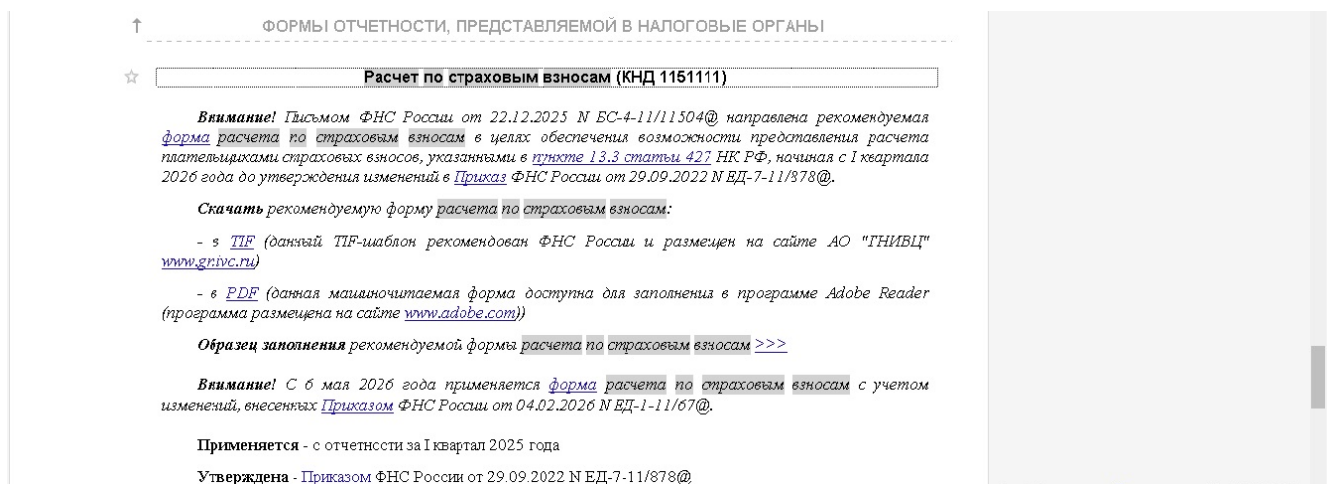 ФОРМЫ ОТЧЕТНОСТИ, ПРЕДСТАВЛЯЕМОЙ В НАЛОГОВЫЕ ОРГАНЫ
Расчет по страховым взносам (КНД 1151111)
Внимание! Письмом ФНС России от 22.12.2025 N БС-4-11/11504@ направлена рекомендуемая
форма расчета по страховым взносам в целях обеспечения возможности представления расчета
плательщиками страховых взносов, указанными в пункте 13.3 статьи 427 НК РФ, начиная с I квартала
2026 года до утверждения изменений в Приказ ФНС России от 29.09.2022 N ЕД-7-11/878@.
Скачать рекомендуемую форму расчета по страховым взносам:
- в TIF (данный TIF-шаблон рекомендован ФНС России и размещен на сайте АО "ГНИВЦ"
www.gnivc.ru)
- в PDF (данная машиночитаемая форма доступна для заполнения в программе Adobe Reader
(программа размещена на сайте www.adobe.com))
Образец заполнения рекомендуемой формы расчета по страховым взносам >>>
Внимание! С 6 мая 2026 года применяется форма расчета по страховым взносам с учетом
изменений, внесенных Приказом ФНС России от 04.02.2026 N ЕД-1-11/67@.
Применяется - с отчетности за I квартал 2025 года
Утверждена - Приказом ФНС России от 29.09.2022 N ЕД-7-11/878@